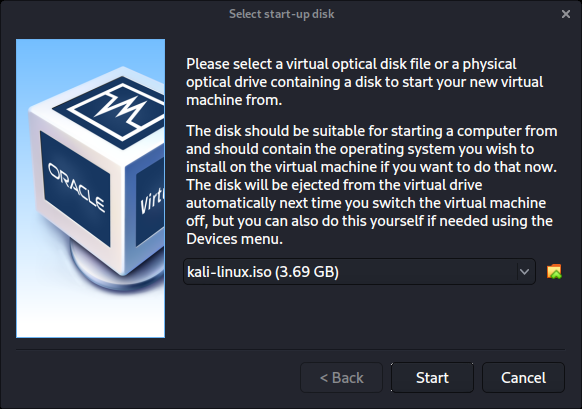 Select start-up disk
Please select a virtual optical disk file or a physical
optical drive containing a disk to start your new virtual
machine from.
The disk should be suitable for starting a computer from
and should contain the operating system you wish to
install on the virtual machine if you want to do that now.
The disk will be ejected from the virtual drive
automatically next time you switch the virtual machine
off, but you can also do this yourself if needed using the
Devices menu.
ORACLE
Virtu
kali-linux.iso (3.69 GB)
< Back
Start
Cancel